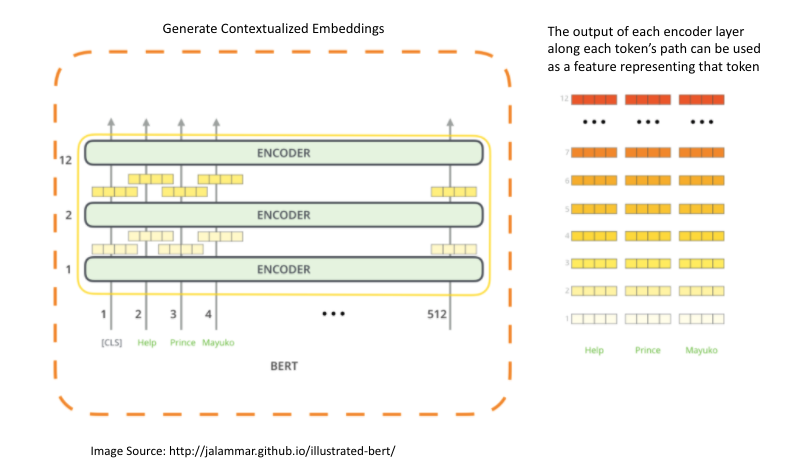 Generate Contextualized Embeddings
The output of each encoder layer
along each token's path can be used
as a feature representing that token
12 ENCODER
2 ENCODER
1 ENCODER
1 2 3 4 ••• 512
[CLS] Help Prince Mayuko
BERT
12
••• ••• •••
7
6
5
4
3
2
1
Help Prince Mayuko
Image Source: http://jalammar.github.io/illustrated-bert/